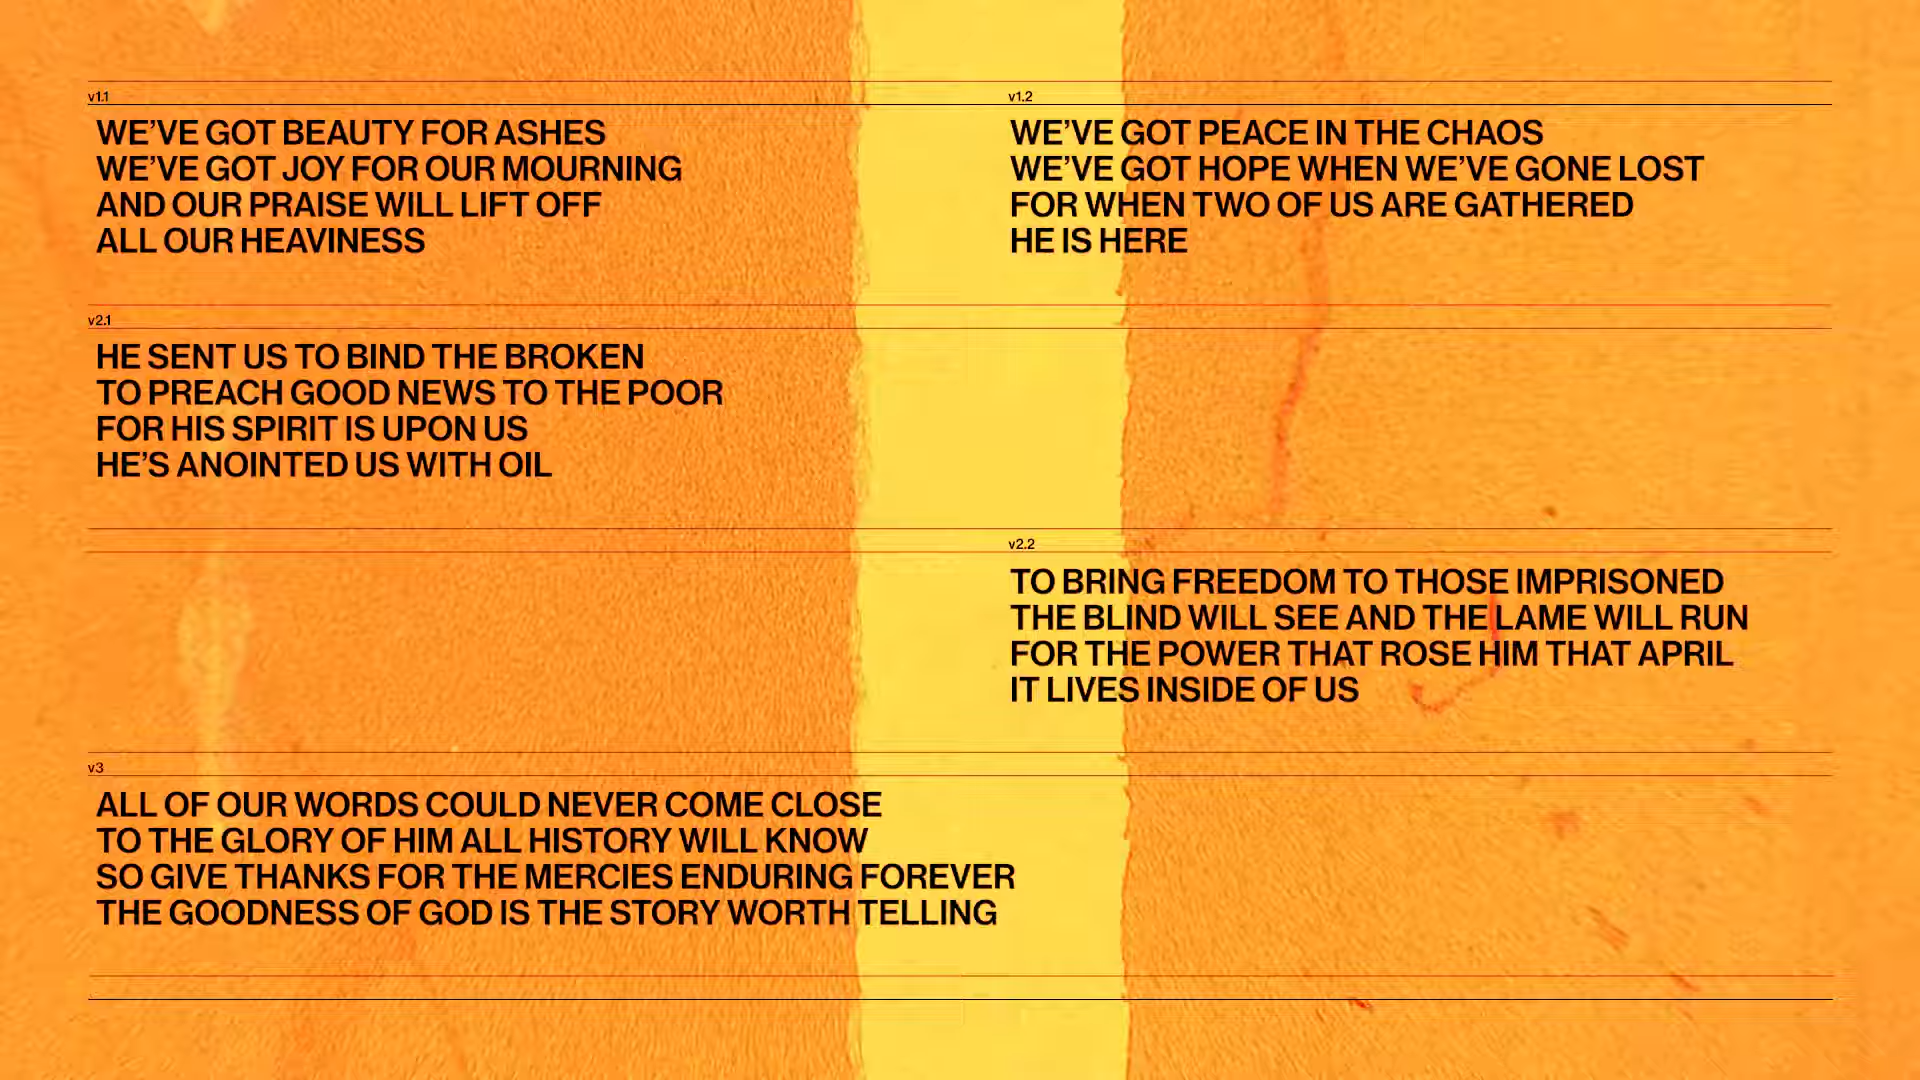 v1.1
WE’VE GOT BEAUTY FOR ASHES
WE’VE GOT JOY FOR OUR MOURNING
AND OUR PRAISE WILL LIFT OFF
ALL OUR HEAVINESS
v1.2
WE’VE GOT PEACE IN THE CHAOS
WE’VE GOT HOPE WHEN WE’VE GONE LOST
FOR WHEN TWO OF US ARE GATHERED
HE IS HERE
v2.1
HE SENT US TO BIND THE BROKEN
TO PREACH GOOD NEWS TO THE POOR
FOR HIS SPIRIT IS UPON US
HE’S ANOINTED US WITH OIL
v2.2
TO BRING FREEDOM TO THOSE IMPRISONED
THE BLIND WILL SEE AND THE LAME WILL RUN
FOR THE POWER THAT ROSE HIM THAT APRIL
IT LIVES INSIDE OF US
v3
ALL OF OUR WORDS COULD NEVER COME CLOSE
TO THE GLORY OF HIM ALL HISTORY WILL KNOW
SO GIVE THANKS FOR THE MERCIES ENDURING FOREVER
THE GOODNESS OF GOD IS THE STORY WORTH TELLING